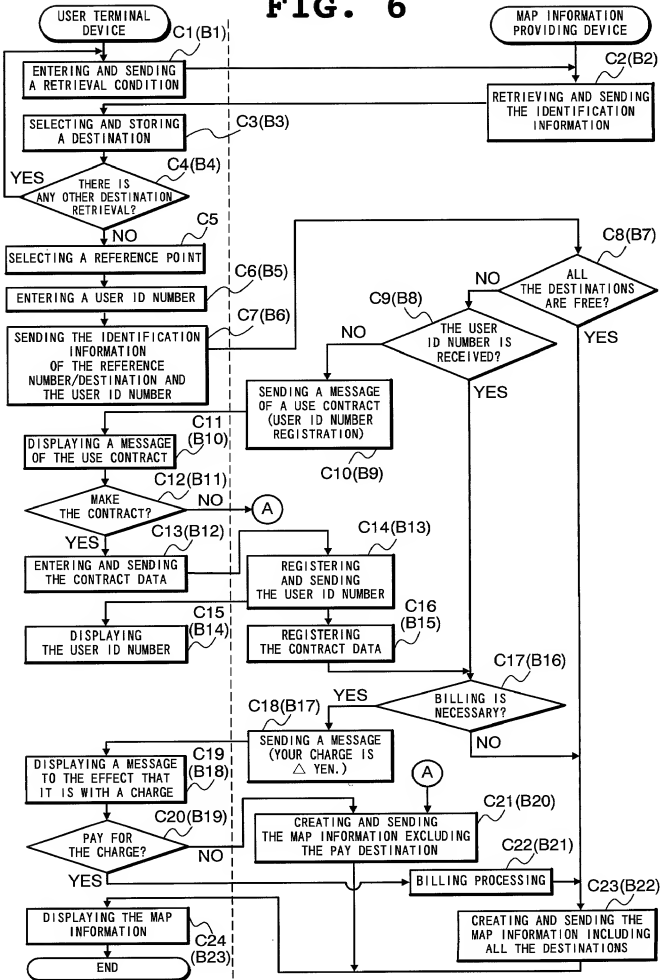 FIG. 6
USER TERMINAL
DEVICE
MAP INFORMATION
PROVIDING DEVICE
C1(B1)
ENTERING AND SENDING
A RETRIEVAL CONDITION
C2(B2)
RETRIEVING AND SENDING
THE IDENTIFICATION
INFORMATION
SELECTING AND STORING
A DESTINATION
C3(B3)
C4(B4)
YES
THERE IS
ANY OTHER DESTINATION
RETRIEVAL?
NO
C5
SELECTING A REFERENCE POINT
C6(B5)
ENTERING A USER ID NUMBER
C7(B6)
SENDING THE IDENTIFICATION
INFORMATION
OF THE REFERENCE
NUMBER/DESTINATION AND
THE USER ID NUMBER
C8(B7)
ALL
THE DESTINATIONS
ARE FREE?
NO
YES
C9(B8)
THE USER
ID NUMBER IS
RECEIVED?
NO
YES
SENDING A MESSAGE
OF A USE CONTRACT
(USER ID NUMBER
REGISTRATION)
C10(B9)
C11
(B10)
DISPLAYING A MESSAGE
OF THE USE CONTRACT
C12(B11)
MAKE
THE CONTRACT?
NO
A
YES
C13(B12)
ENTERING AND SENDING
THE CONTRACT DATA
C14(B13)
REGISTERING
AND SENDING
THE USER ID NUMBER
C15
(B14)
DISPLAYING
THE USER ID NUMBER
C16
(B15)
REGISTERING
THE CONTRACT DATA
C17(B16)
BILLING IS
NECESSARY?
YES
NO
C18(B17)
SENDING A MESSAGE
(YOUR CHARGE IS
△ YEN.)
C19
(B18)
DISPLAYING A MESSAGE
TO THE EFFECT THAT
IT IS WITH A CHARGE
C20(B19)
PAY FOR
THE CHARGE?
NO
YES
A
C21(B20)
CREATING AND SENDING
THE MAP INFORMATION EXCLUDING
THE PAY DESTINATION
C22(B21)
BILLING PROCESSING
C23(B22)
CREATING AND SENDING THE
MAP INFORMATION INCLUDING
ALL THE DESTINATIONS
DISPLAYING THE MAP
INFORMATION
C24
(B23)
END